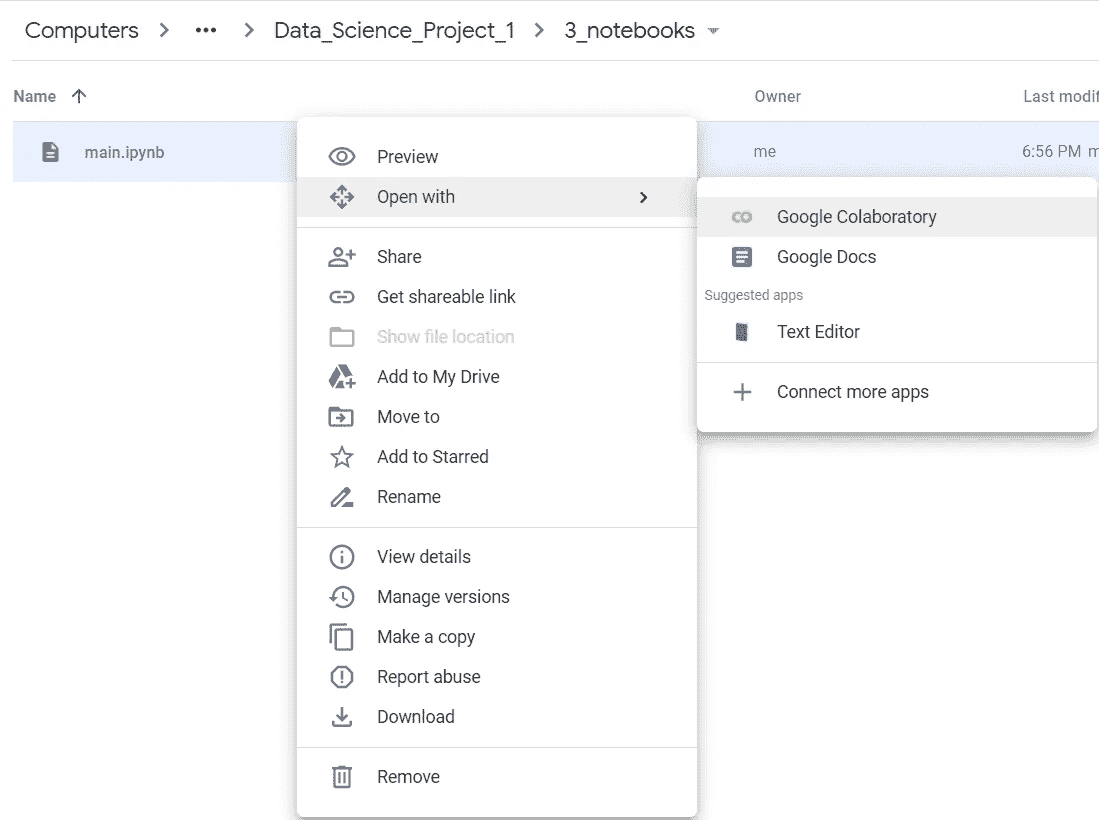 Computers > ... > Data_Science_Project_1 > 3_notebooks
Name Owner Last modif
main.ipynb me 6:56 PM m
Preview
Open with
Share
Get shareable link
Show file location
Add to My Drive
Move to
Add to Starred
Rename
View details
Manage versions
Make a copy
Report abuse
Download
Remove
Google Colaboratory
Google Docs
Suggested apps
Text Editor
Connect more apps